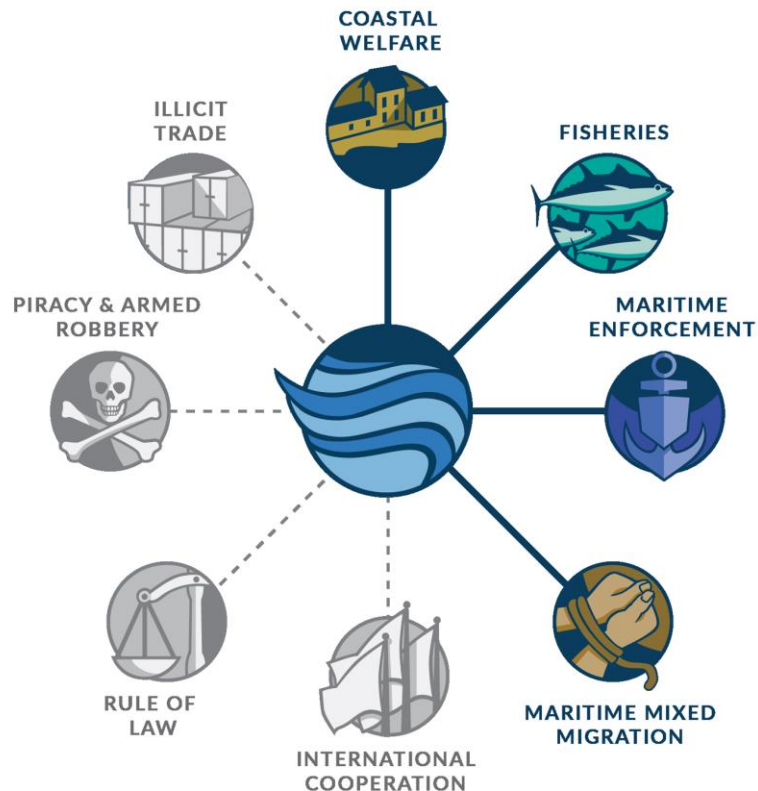 COASTAL
WELFARE
ILLICIT
TRADE
FISHERIES
PIRACY & ARMED
ROBBERY
MARITIME
ENFORCEMENT
RULE OF
LAW
INTERNATIONAL
COOPERATION
MARITIME MIXED
MIGRATION